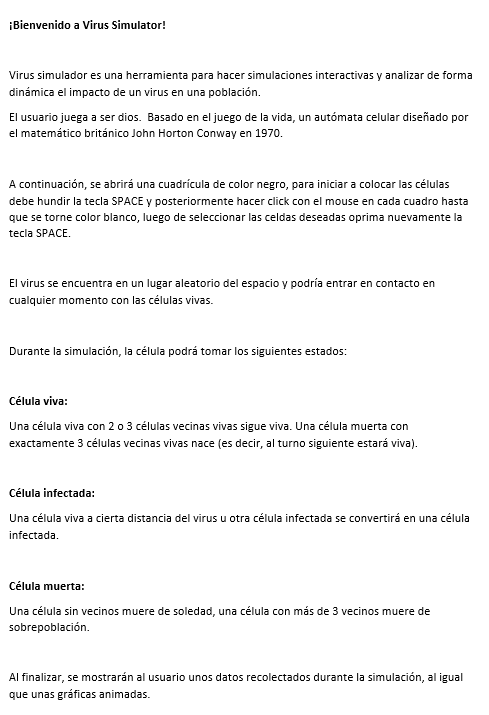 ¡Bienvenido a Virus Simulator!
Virus simulador es una herramienta para hacer simulaciones interactivas y analizar de forma
dinámica el impacto de un virus en una población.
El usuario juega a ser dios.  Basado en el juego de la vida, un autómata celular diseñado por
el matemático británico John Horton Conway en 1970.
A continuación, se abrirá una cuadrícula de color negro, para iniciar a colocar las células
debe hundir la tecla SPACE y posteriormente hacer click con el mouse en cada cuadro hasta
que se torne color blanco, luego de seleccionar las celdas deseadas oprima nuevamente la
tecla SPACE.
El virus se encuentra en un lugar aleatorio del espacio y podría entrar en contacto en
cualquier momento con las células vivas.
Durante la simulación, la célula podrá tomar los siguientes estados:
Célula viva:
Una célula viva con 2 o 3 células vecinas vivas sigue viva. Una célula muerta con
exactamente 3 células vecinas vivas nace (es decir, al turno siguiente estará viva).
Célula infectada:
Una célula viva a cierta distancia del virus u otra célula infectada se convertirá en una célula
infectada.
Célula muerta:
Una célula sin vecinos muere de soledad, una célula con más de 3 vecinos muere de
sobrepoblación.
Al finalizar, se mostrarán al usuario unos datos recolectados durante la simulación, al igual
que unas gráficas animadas.